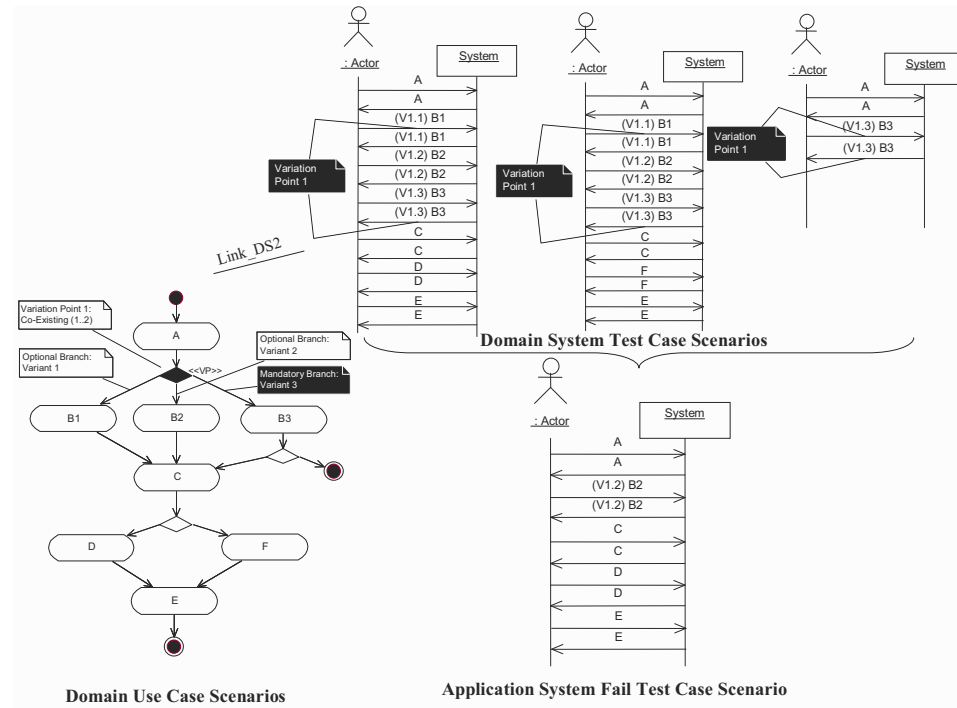 : Actor
System
A
A
(V1.1) B1
(V1.1) B1
(V1.2) B2
(V1.2) B2
(V1.3) B3
(V1.3) B3
C
C
D
D
E
E
Variation
Point 1
: Actor
System
A
A
(V1.1) B1
(V1.1) B1
(V1.2) B2
(V1.2) B2
(V1.3) B3
(V1.3) B3
C
C
F
F
E
E
Variation
Point 1
: Actor
System
A
A
(V1.3) B3
(V1.3) B3
Variation
Point 1
Link_DS2
Domain System Test Case Scenarios
Variation Point 1:
Co-Existing (1..2)
A
Optional Branch:
Variant 2
Optional Branch:
Variant 1
<<VP>>
Mandatory Branch:
Variant 3
B1
B2
B3
C
D
F
E
Domain Use Case Scenarios
: Actor
System
A
A
(V1.2) B2
(V1.2) B2
C
C
D
D
E
E
Application System Fail Test Case Scenario